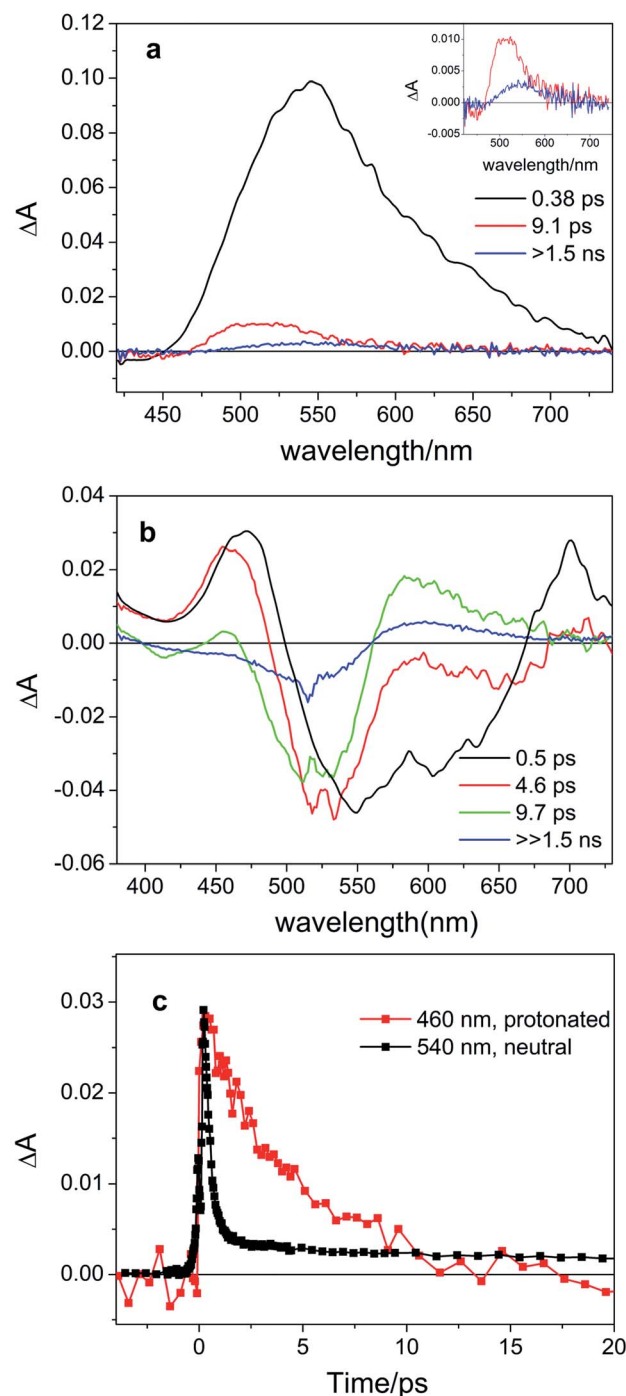 a
ΔA
0.12
0.10
0.08
0.06
0.04
0.02
0.00
450 500 550 600 650 700
wavelength/nm
ΔA
0.010
0.005
0.000
-0.005
500 550 600 650 700
wavelength/nm
0.38 ps
9.1 ps
>1.5 ns
b
ΔA
0.04
0.02
0.00
-0.02
-0.04
-0.06
400 450 500 550 600 650 700
wavelength(nm)
0.5 ps
4.6 ps
9.7 ps
>>1.5 ns
c
ΔA
0.03
0.02
0.01
0.00
0 5 10 15 20
Time/ps
460 nm, protonated
540 nm, neutral